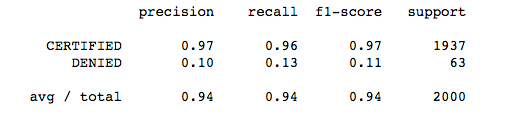 precision recall f1-score support
CERTIFIED 0.97 0.96 0.97 1937
DENIED 0.10 0.13 0.11 63
avg / total 0.94 0.94 0.94 2000